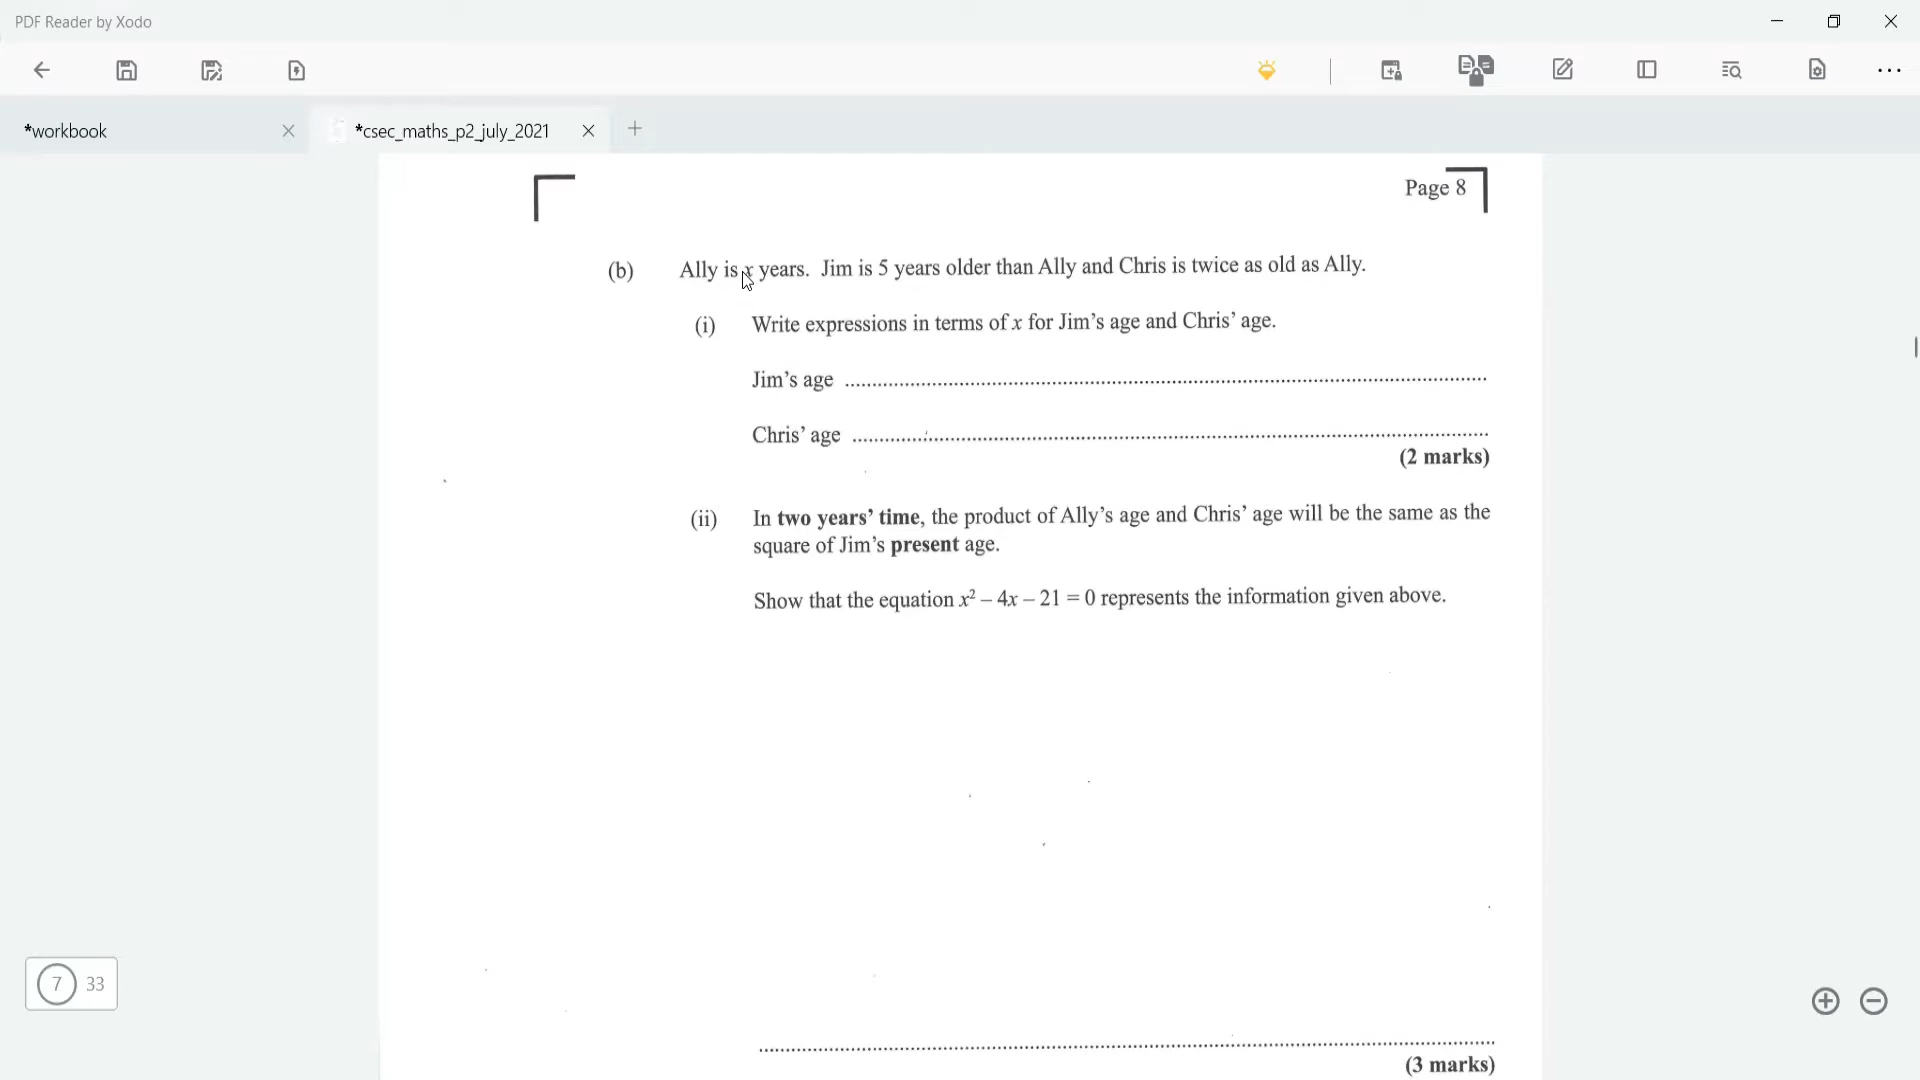 PDF Reader by Xodo
*workbook
*csec_maths_p2_july_2021
Page 8
(b) Ally is x years. Jim is 5 years older than Ally and Chris is twice as old as Ally.
(i) Write expressions in terms of x for Jim’s age and Chris’ age.
Jim’s age ........................................................
Chris’ age ........................................................
(2 marks)
(ii) In two years’ time, the product of Ally’s age and Chris’ age will be the same as the
square of Jim’s present age.
Show that the equation x² – 4x – 21 = 0 represents the information given above.
7 33
(3 marks)